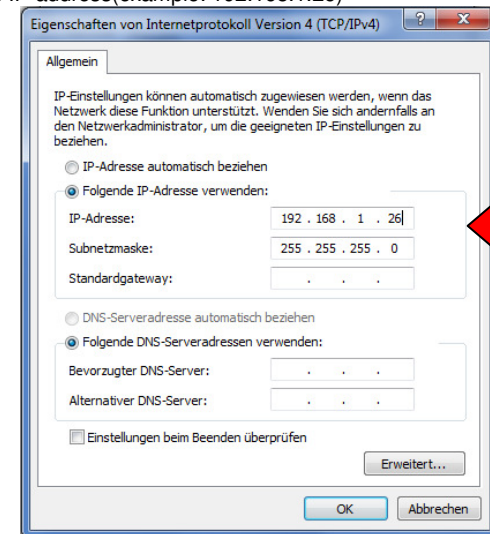 Eigenschaften von Internetprotokoll Version 4 (TCP/IPv4)
Allgemein
IP-Einstellungen können automatisch zugewiesen werden, wenn das
Netzwerk diese Funktion unterstützt. Wenden Sie sich andernfalls an
den Netzwerkadministrator, um die geeigneten IP-Einstellungen zu
beziehen.
IP-Adresse automatisch beziehen
Folgende IP-Adresse verwenden:
IP-Adresse: 192 . 168 . 1 . 26
Subnetzmaske: 255 . 255 . 255 . 0
Standardgateway: . . .
DNS-Serveradresse automatisch beziehen
Folgende DNS-Serveradressen verwenden:
Bevorzugter DNS-Server: . . .
Alternativer DNS-Server: . . .
Einstellungen beim Beenden überprüfen
Erweitert...
OK Abbrechen